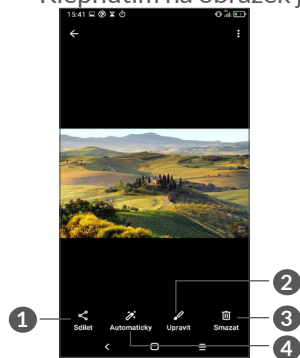 Klepnutím na obrázek j
15:41
Sdílet
Automaticky
Upravit
Smazat
1
2
3
4